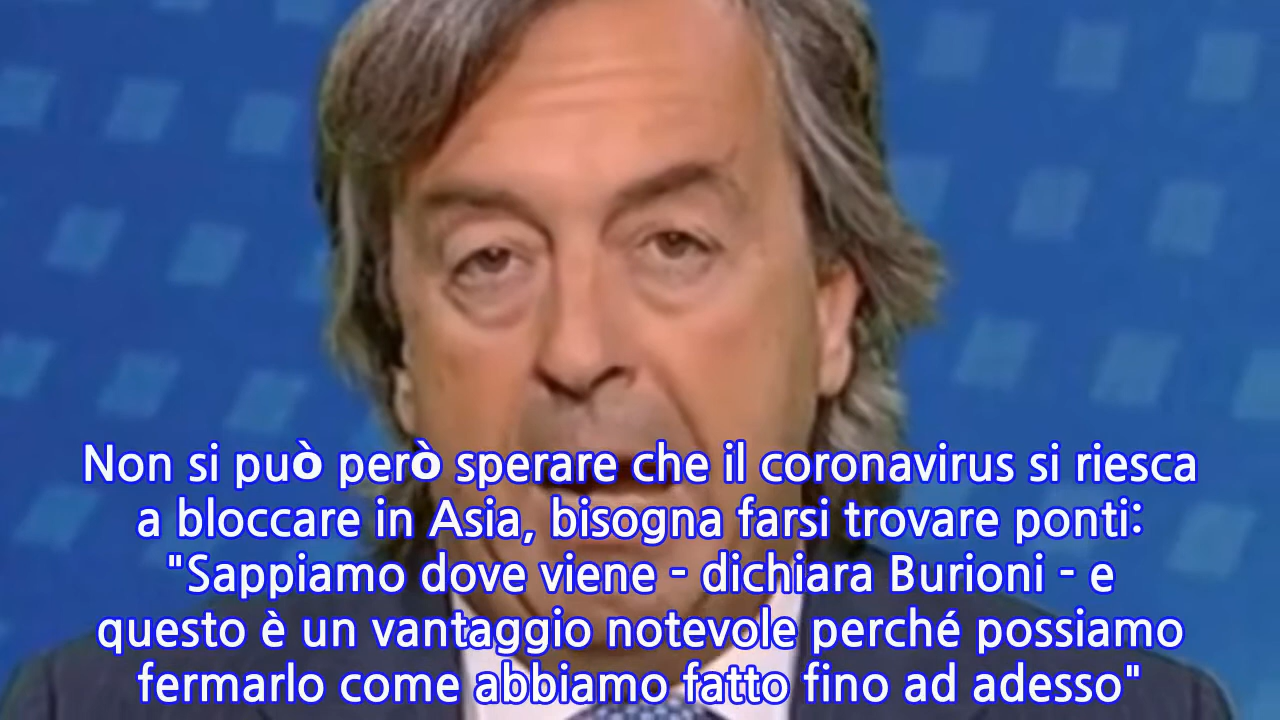 Non si può però sperare che il coronavirus si riesca
a bloccare in Asia, bisogna farsi trovare ponti:
"Sappiamo dove viene - dichiara Burioni - e
questo è un vantaggio notevole perché possiamo
fermarlo come abbiamo fatto fino ad adesso"